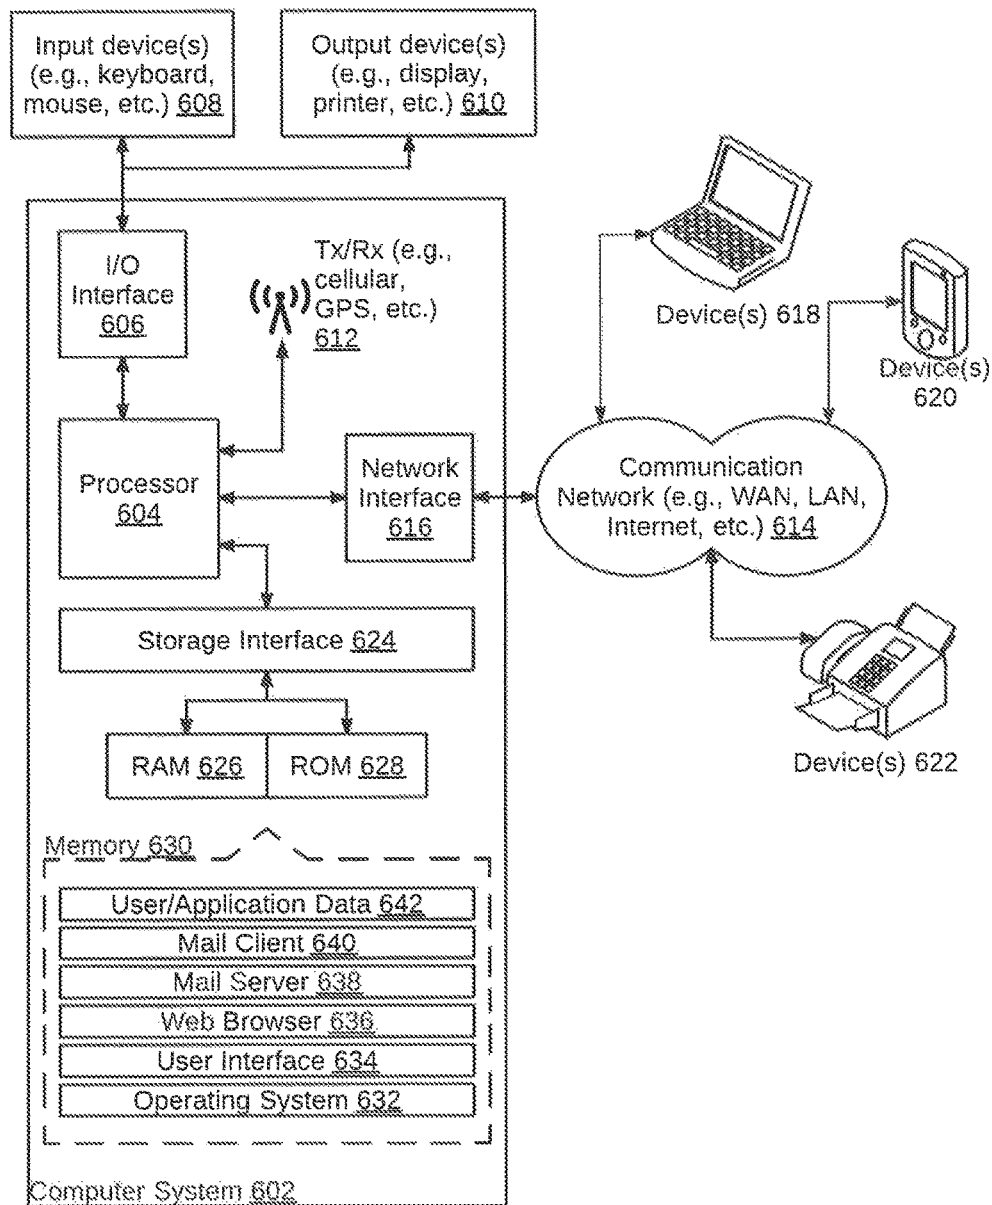 Input device(s)
(e.g., keyboard,
mouse, etc.) 608
Output device(s)
(e.g., display,
printer, etc.) 610
I/O
Interface
606
Tx/Rx (e.g.,
cellular,
GPS, etc.)
612
Processor
604
Network
Interface
616
Device(s) 618
Device(s)
620
Communication
Network (e.g., WAN, LAN,
Internet, etc.) 614
Device(s) 622
Storage Interface 624
RAM 626
ROM 628
Memory 630
User/Application Data 642
Mail Client 640
Mail Server 638
Web Browser 636
User Interface 634
Operating System 632
Computer System 602